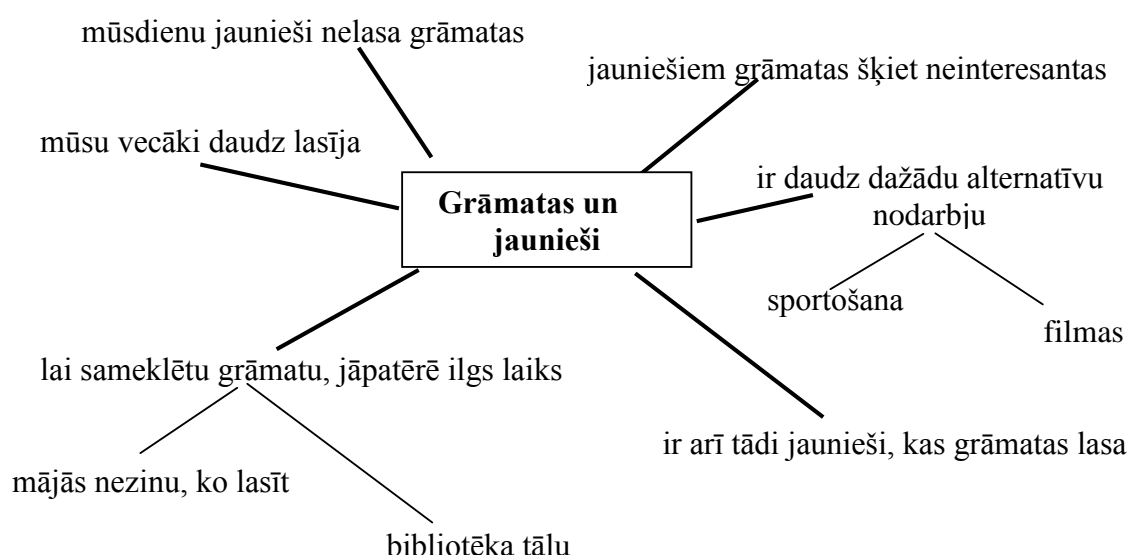 mūsdienu jaunieši nelasa grāmatas
jauniešiem grāmatas šķiet neinteresantas
mūsu vecāki daudz lasīja
ir daudz dažādu alternatīvu
nodarbju
Grāmatas un
jaunieši
sportošana
filmas
lai sameklētu grāmatu, jāpatērē ilgs laiks
ir arī tādi jaunieši, kas grāmatas lasa
mājās nezinu, ko lasīt
bibliotēka tālu